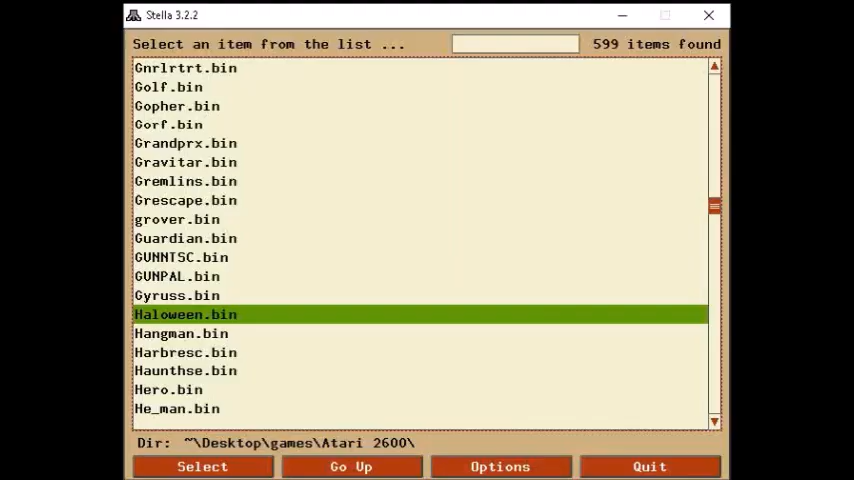 Stella 3.2.2
Select an item from the list ... 599 items found
Gnrlrtrt.bin
Golf.bin
Gopher.bin
Gorf.bin
Grandprx.bin
Gravitar.bin
Gremlins.bin
Grescape.bin
grover.bin
Guardian.bin
GUNNTSC.bin
GUNPAL.bin
Gyruss.bin
Haloween.bin
Hangman.bin
Harbresc.bin
Haunthse.bin
Hero.bin
He_man.bin
Dir: ~\Desktop\games\Atari 2600\
Select Go Up Options Quit